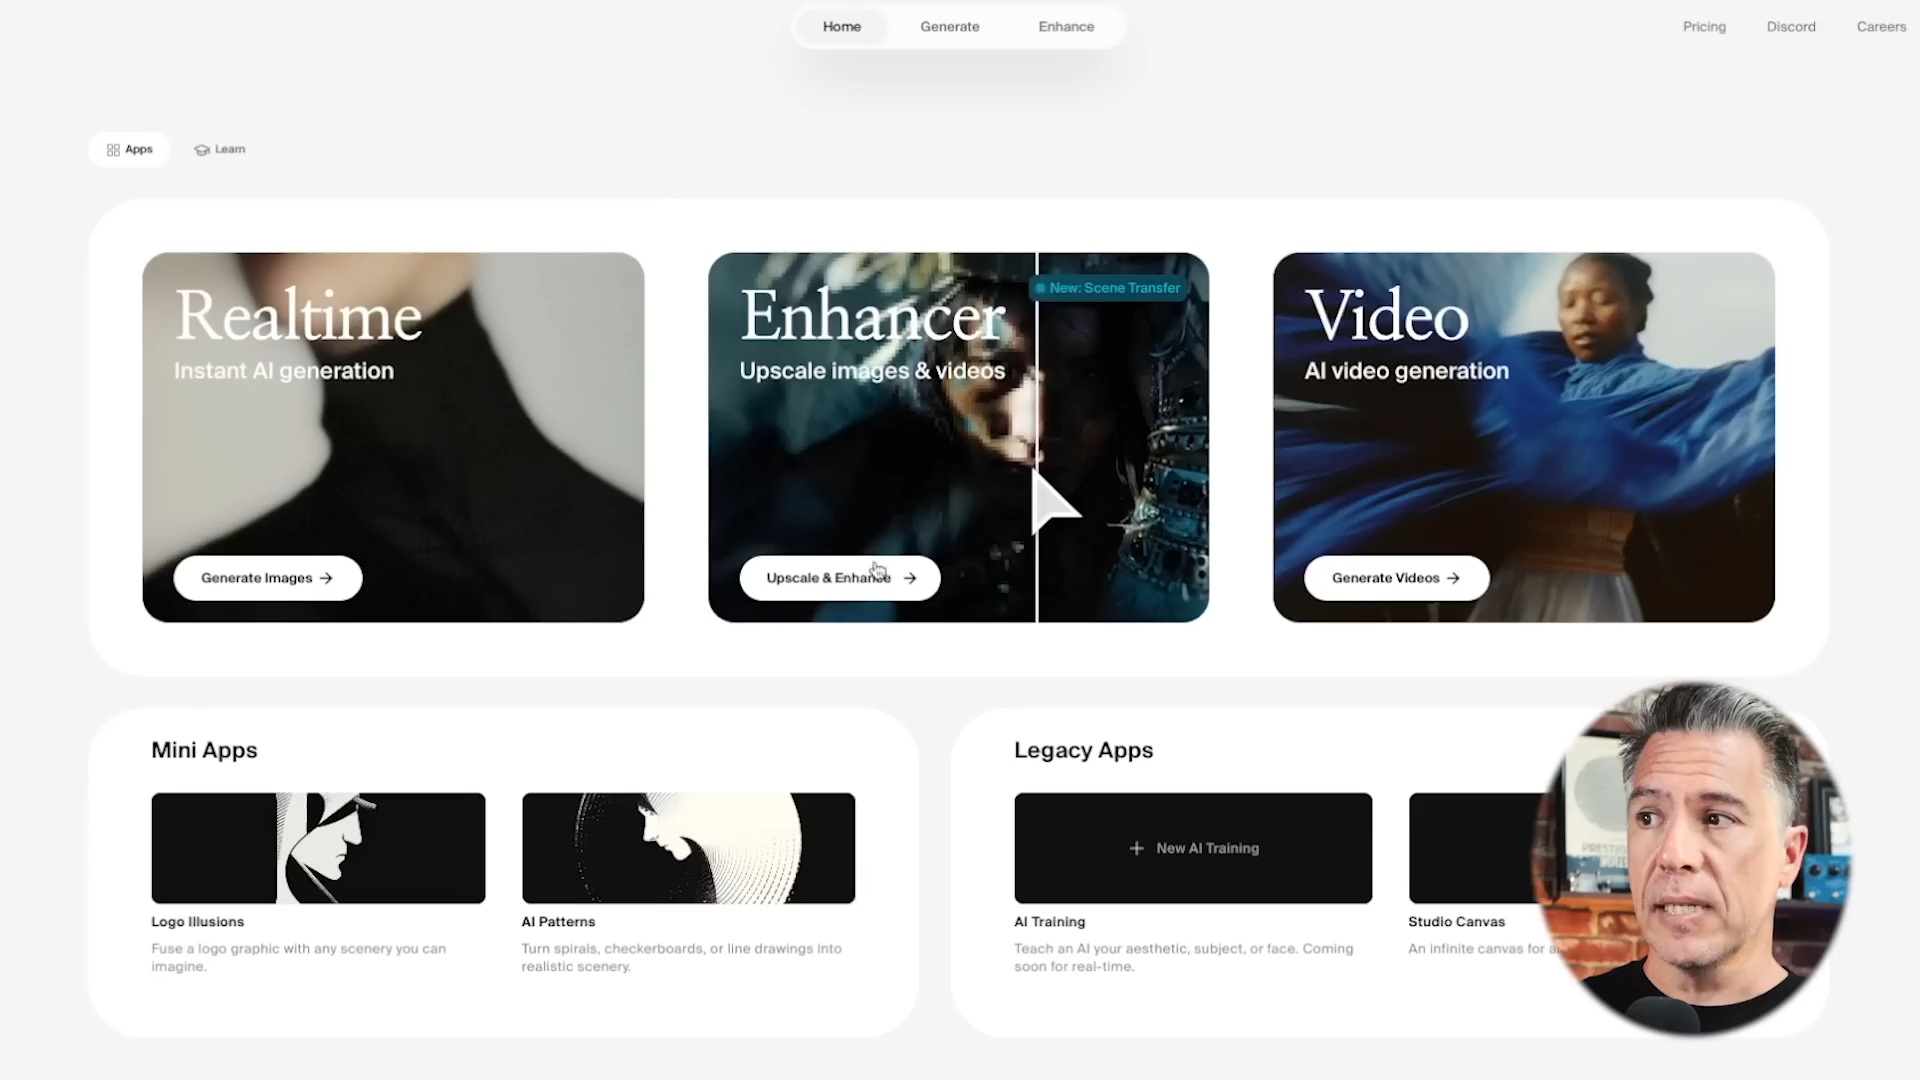 Home
Generate
Enhance
Pricing
Discord
Careers
Apps
Learn
Realtime
Instant AI generation
Generate Images
Enhancer
New: Scene Transfer
Upscale images & videos
Upscale & Enhance
Video
AI video generation
Generate Videos
Mini Apps
Logo Illusions
Fuse a logo graphic with any scenery you can
imagine.
AI Patterns
Turn spirals, checkerboards, or line drawings into
realistic scenery.
Legacy Apps
New AI Training
AI Training
Teach an AI your aesthetic, subject, or face. Coming
soon for real-time.
Studio Canvas
An infinite canvas for